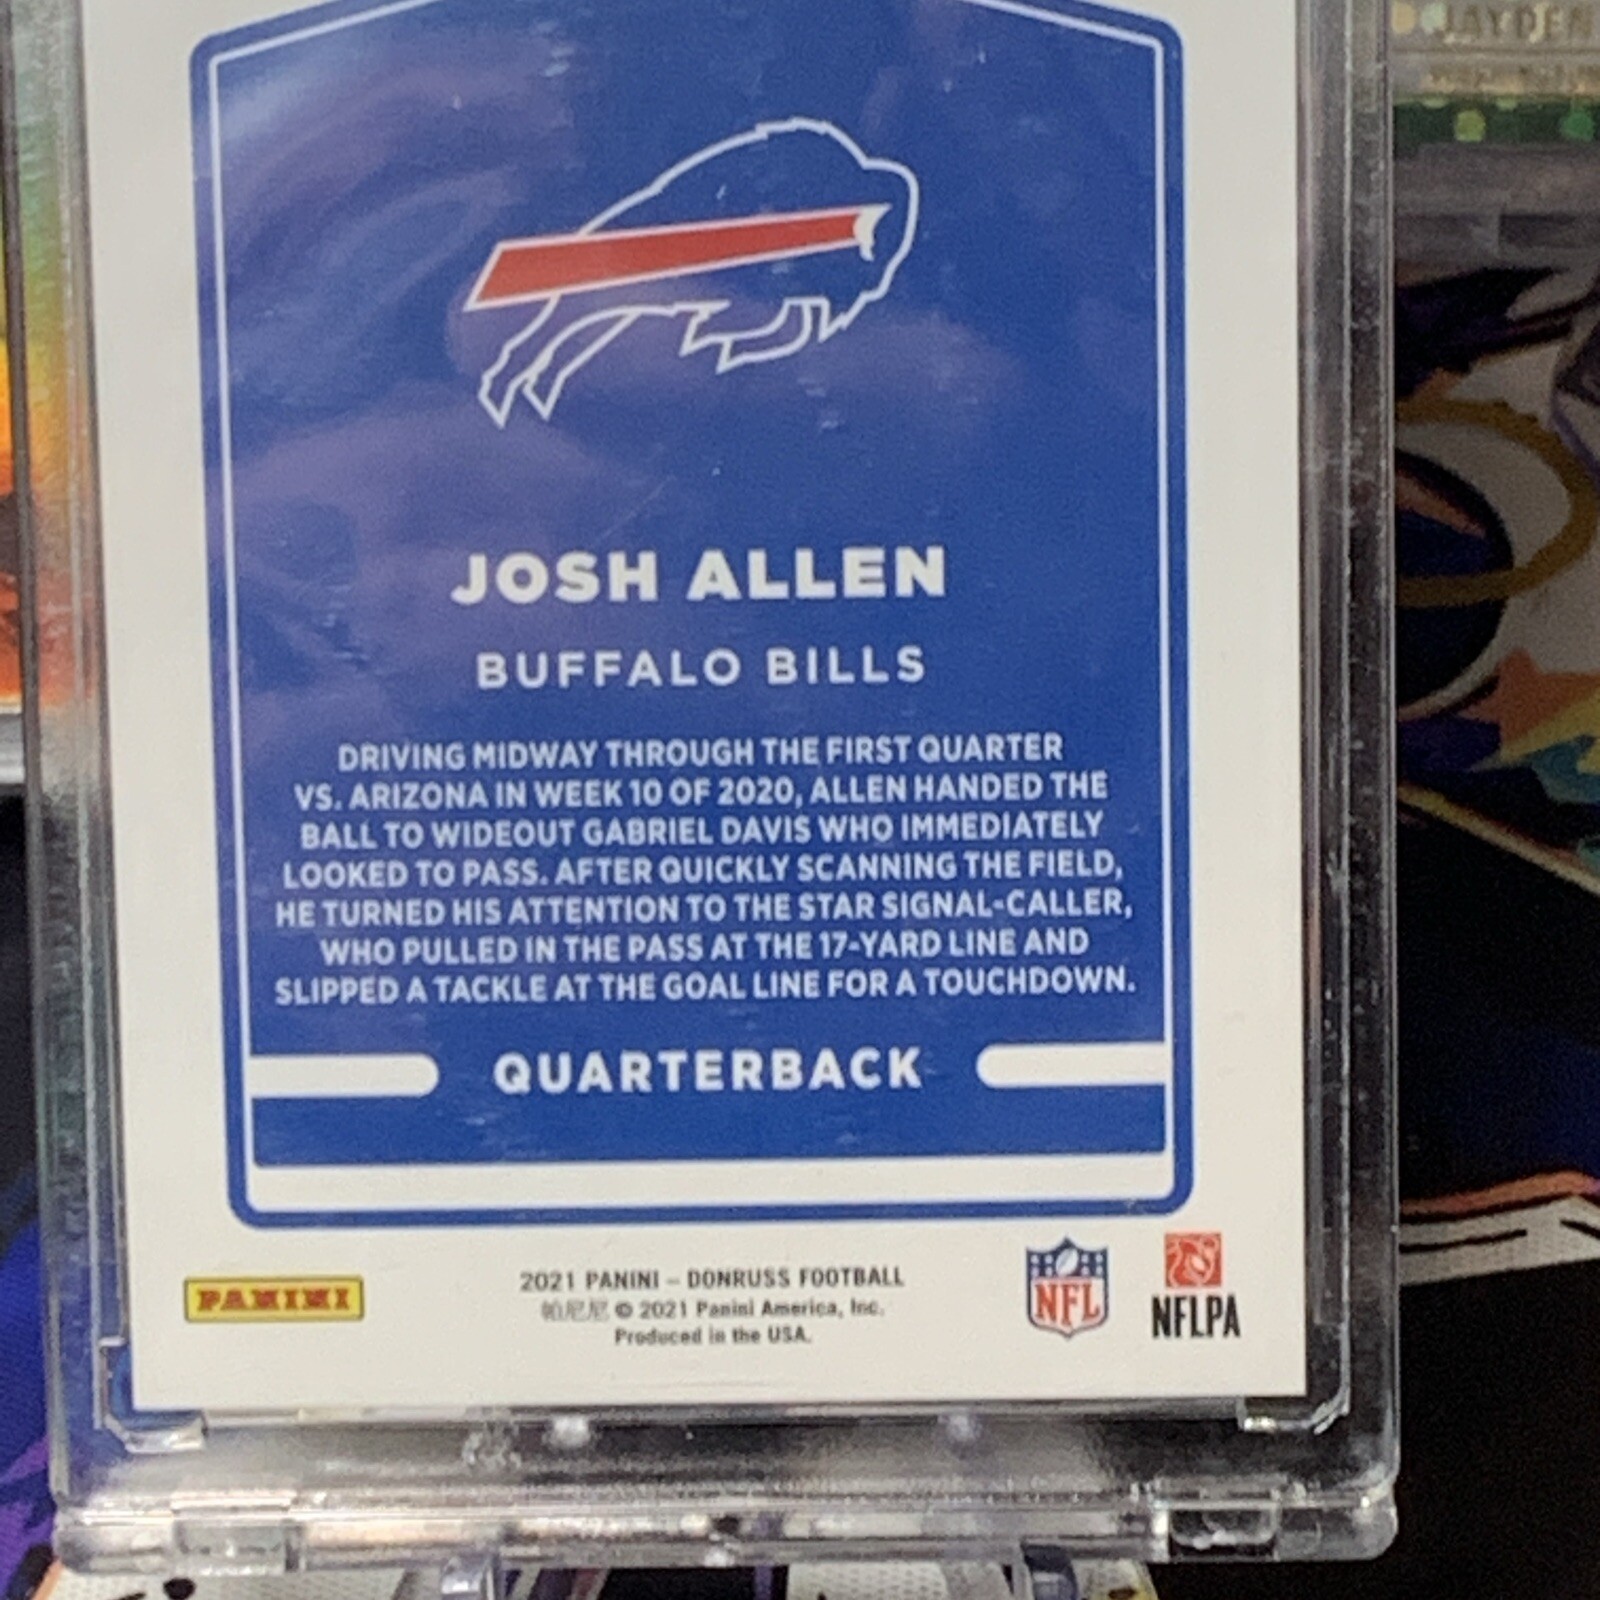 JAYDEN
JOSH ALLEN
BUFFALO BILLS
DRIVING MIDWAY THROUGH THE FIRST QUARTER
VS. ARIZONA IN WEEK 10 OF 2020, ALLEN HANDED THE
BALL TO WIDEOUT GABRIEL DAVIS WHO IMMEDIATELY
LOOKED TO PASS. AFTER QUICKLY SCANNING THE FIELD,
HE TURNED HIS ATTENTION TO THE STAR SIGNAL-CALLER,
WHO PULLED IN THE PASS AT THE 17-YARD LINE AND
SLIPPED A TACKLE AT THE GOAL LINE FOR A TOUCHDOWN.
QUARTERBACK
PANINI
2021 PANINI – DONRUSS FOOTBALL
帕尼尼 © 2021 Panini America, Inc.
Produced in the USA.
NFL
NFLPA